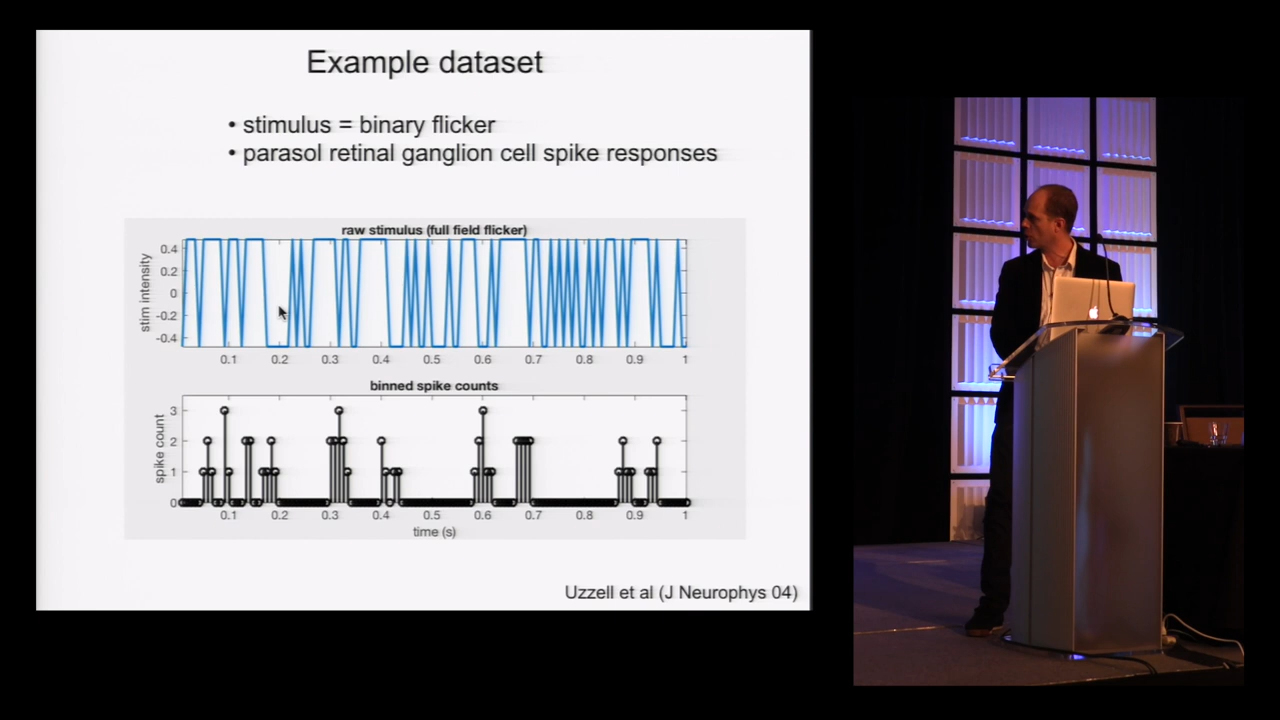 Example dataset
• stimulus = binary flicker
• parasol retinal ganglion cell spike responses
raw stimulus (full field flicker)
stim intensity
0.4
0.2
0
-0.2
-0.4
0.1 0.2 0.3 0.4 0.5 0.6 0.7 0.8 0.9 1
binned spike counts
spike count
3
2
1
0
0.1 0.2 0.3 0.4 0.5 0.6 0.7 0.8 0.9 1
time (s)
Uzzell et al (J Neurophys 04)